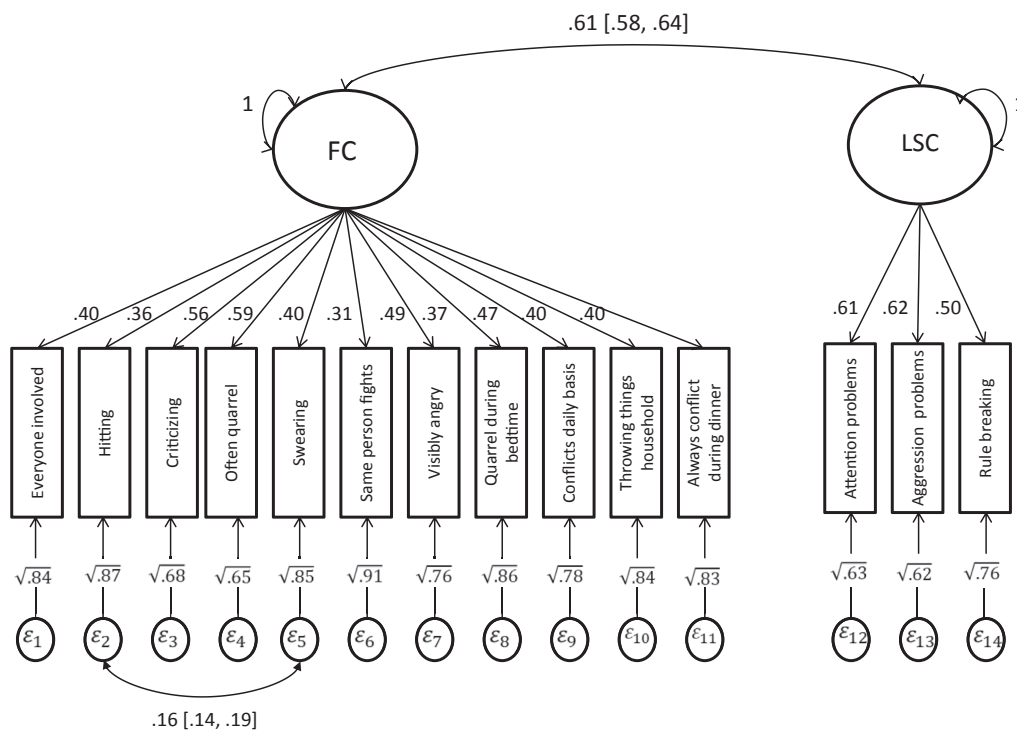 .61 [.58, .64]
1
1
FC
LSC
.40 .36 .56 .59 .40 .31 .49 .37 .47 .40 .40
.61 .62 .50
Everyone involved
Hitting
Criticizing
Often quarrel
Swearing
Same person fights
Visibly angry
Quarrel during
bedtime
Conflicts daily basis
Throwing things
household
Always conflict
during dinner
Attention problems
Aggression problems
Rule breaking
√.84 √.87 √.68 √.65 √.85 √.91 √.76 √.86 √.78 √.84 √.83 √.63 √.62 √.76
ε1 ε2 ε3 ε4 ε5 ε6 ε7 ε8 ε9 ε10 ε11 ε12 ε13 ε14
.16 [.14, .19]